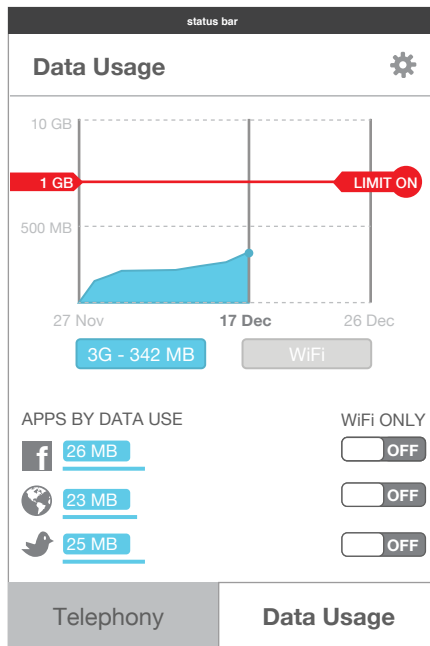 status bar
Data Usage
10 GB
1 GB
LIMIT ON
500 MB
27 Nov 17 Dec 26 Dec
3G - 342 MB WiFi
APPS BY DATA USE WiFi ONLY
f 26 MB OFF
23 MB OFF
25 MB OFF
Telephony Data Usage